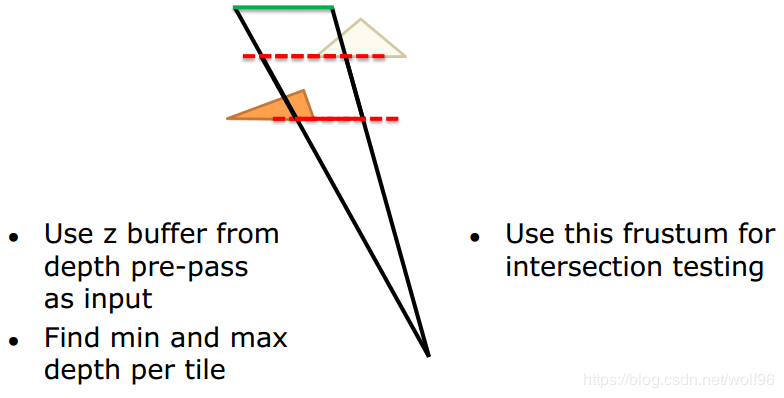 • Use z buffer from
depth pre-pass
as input
• Find min and max
depth per tile
• Use this frustum for
intersection testing
https://blog.csdn.net/wolf96